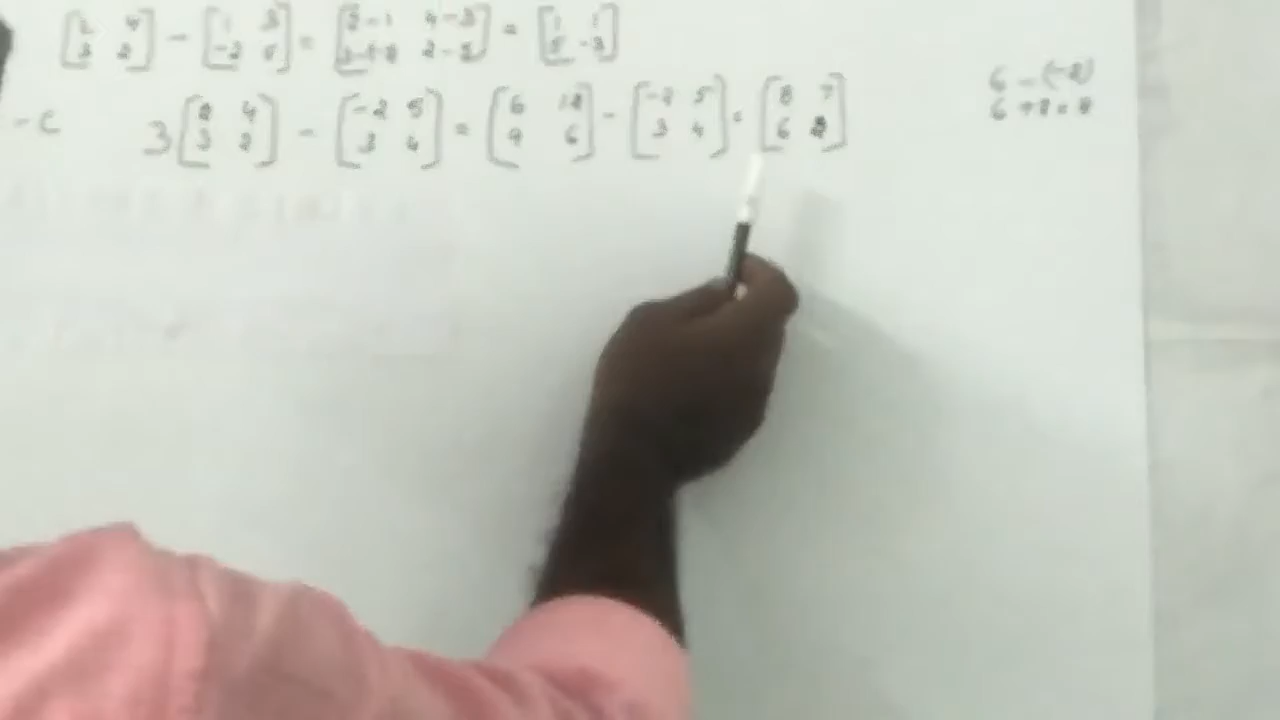 [2 4 3 2] - [1 3 -2 5] = [2-1 4-3 3-(-2) 2-5] = [1 1 5 -3]
-C 3[2 4 3 2] - [-2 5 3 4] = [6 12 9 6] - [-2 5 3 4] = [8 7 6 2]
6 - (-2)
6 + 2 = 8